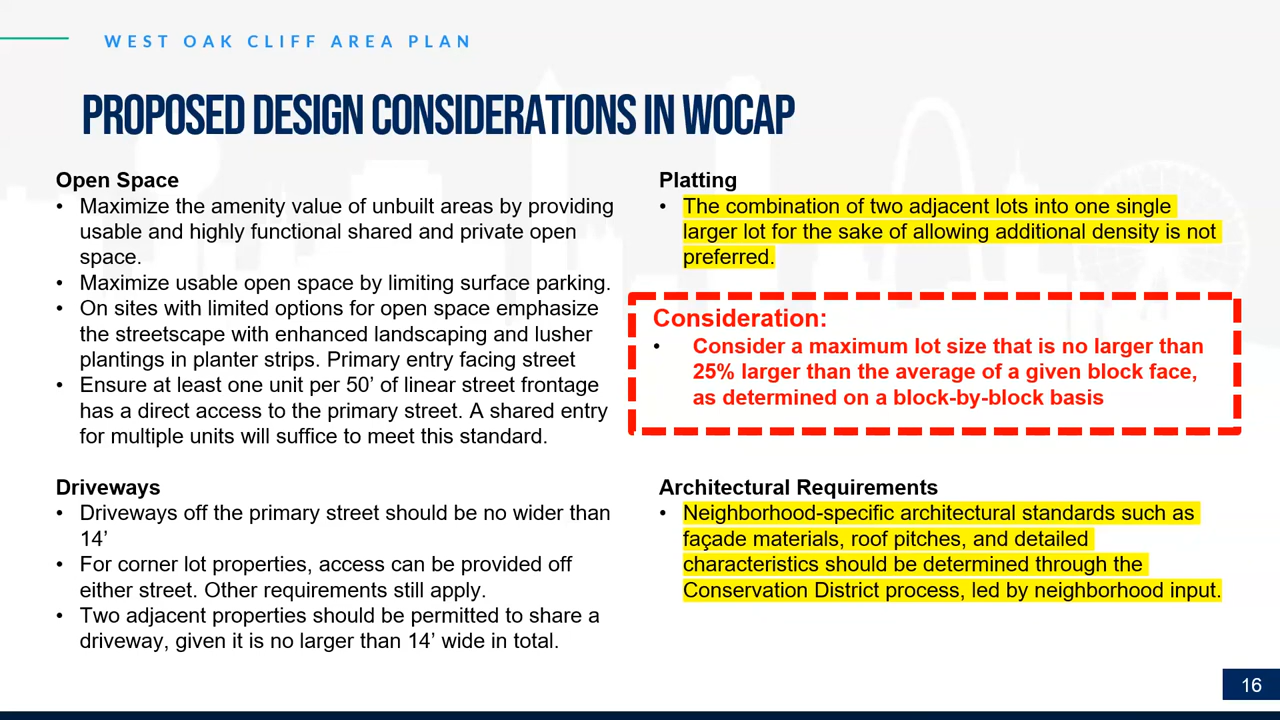 WEST OAK CLIFF AREA PLAN
PROPOSED DESIGN CONSIDERATIONS IN WOCAP
Open Space
• Maximize the amenity value of unbuilt areas by providing
usable and highly functional shared and private open
space.
• Maximize usable open space by limiting surface parking.
• On sites with limited options for open space emphasize
the streetscape with enhanced landscaping and lusher
plantings in planter strips. Primary entry facing street
• Ensure at least one unit per 50’ of linear street frontage
has a direct access to the primary street. A shared entry
for multiple units will suffice to meet this standard.
Driveways
• Driveways off the primary street should be no wider than
14’
• For corner lot properties, access can be provided off
either street. Other requirements still apply.
• Two adjacent properties should be permitted to share a
driveway, given it is no larger than 14’ wide in total.
Platting
• The combination of two adjacent lots into one single
larger lot for the sake of allowing additional density is not
preferred.
Consideration:
• Consider a maximum lot size that is no larger than
25% larger than the average of a given block face,
as determined on a block-by-block basis
Architectural Requirements
• Neighborhood-specific architectural standards such as
façade materials, roof pitches, and detailed
characteristics should be determined through the
Conservation District process, led by neighborhood input.
16